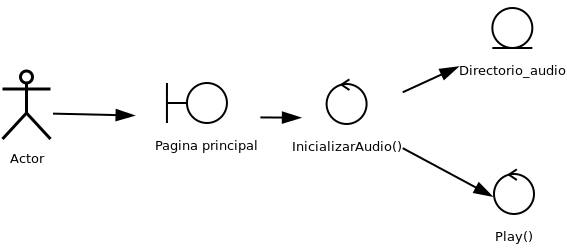 Directorio_audio
Actor
Pagina principal
InicializarAudio()
Play()